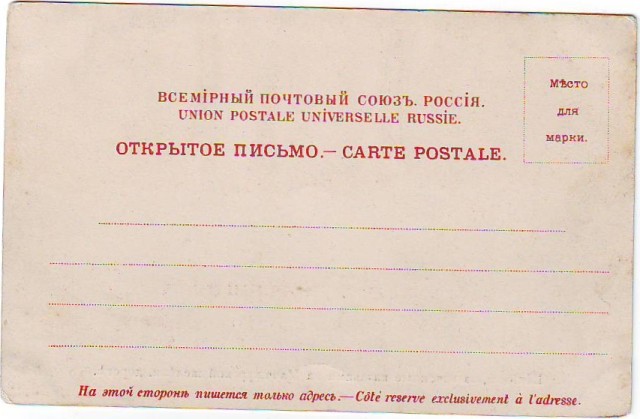 ВСЕМІРНЫЙ ПОЧТОВЫЙ СОЮЗЪ. РОССІЯ.
UNION POSTALE UNIVERSELLE RUSSIE.
ОТКРЫТОЕ ПИСЬМО.— CARTE POSTALE.
Мѣсто
для
марки.
На этой сторонѣ пишется только адресъ.—Côté reserve exclusivement à l'adresse.